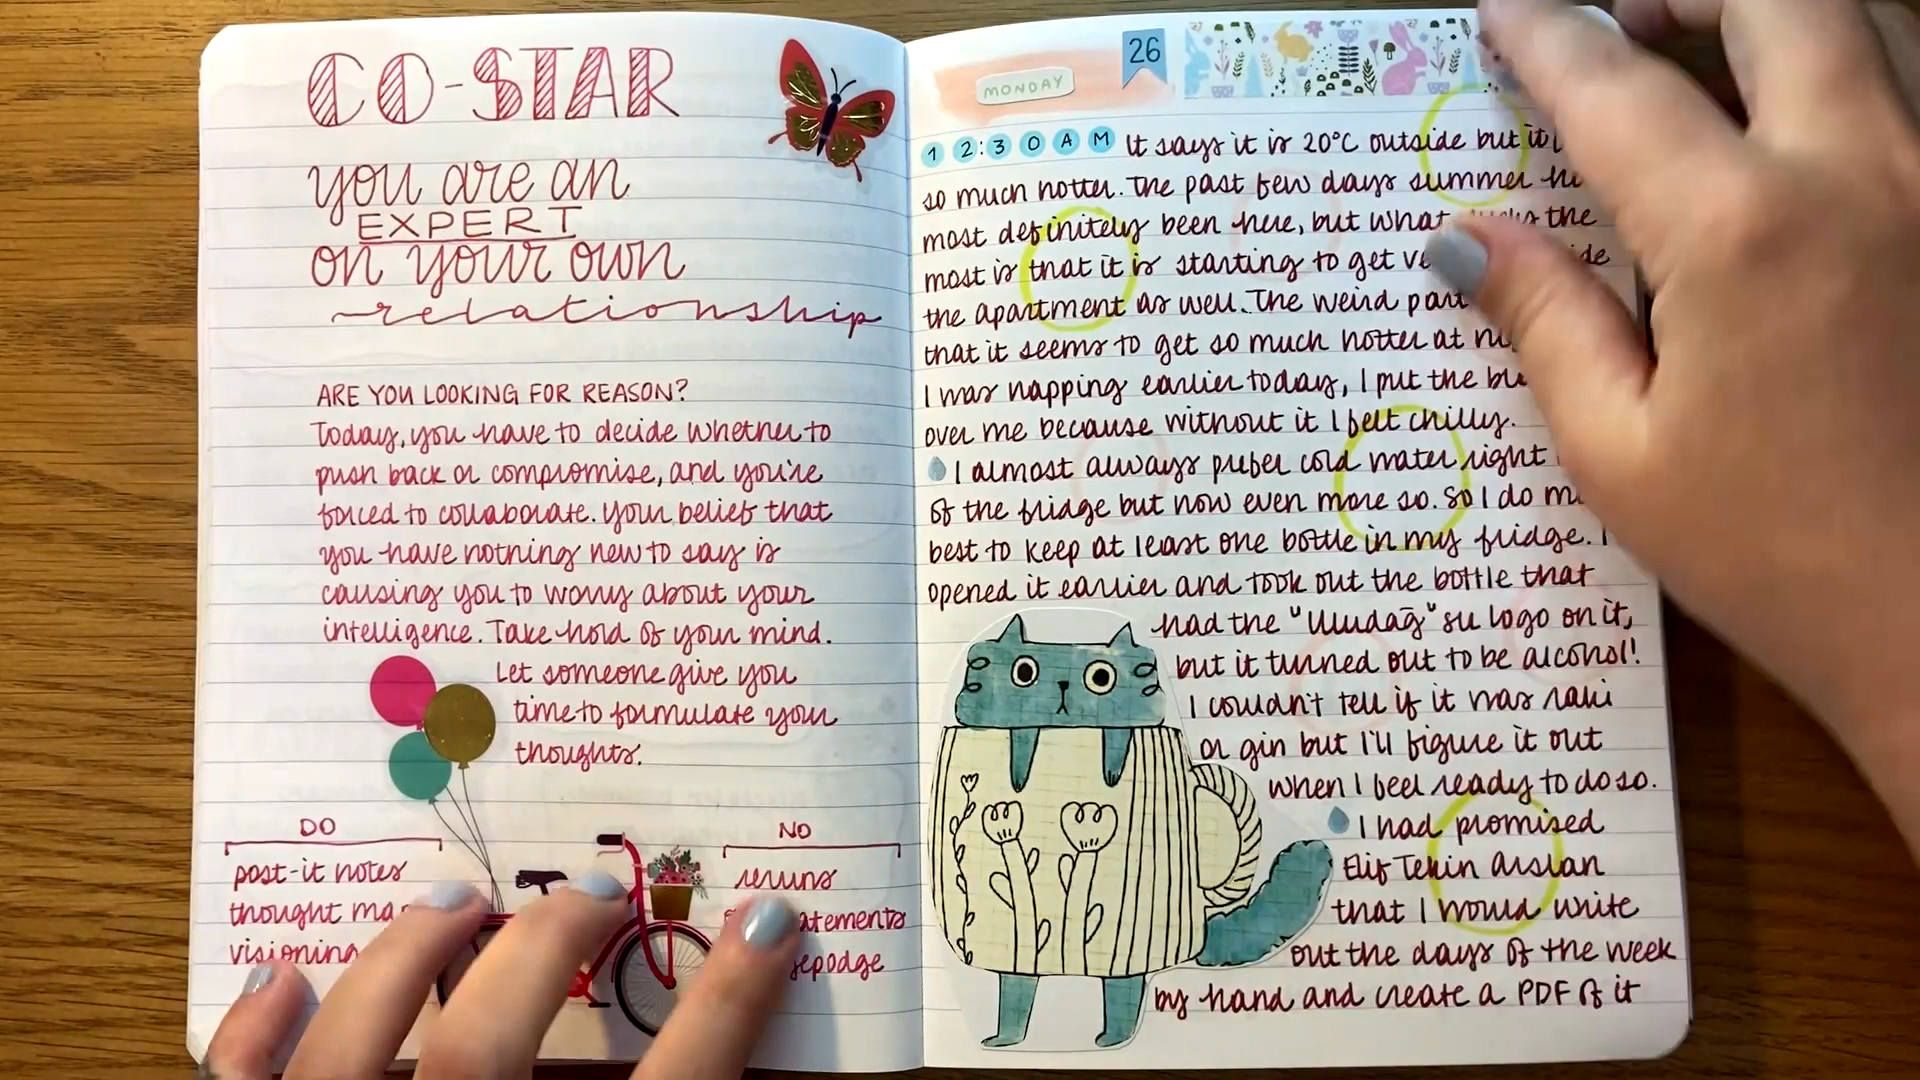 CO-STAR
you are an
EXPERT
on your own
relationship
ARE YOU LOOKING FOR REASON?
Today, you have to decide whether to
push back or compromise, and you're
forced to collaborate. Your belief that
you have nothing new to say is
causing you to worry about your
intelligence. Take hold of your mind.
Let someone give you
time to formulate your
thoughts.
DO
post-it notes
thought
visioning
NO
reruns
MONDAY
26
12:30AM It says it is 20°C outside but it
so much hotter. The past few days summer
most definitely been here, but what sucks the
most is that it is starting to get
the apartment as well. The weird part
that it seems to get so much hotter at
I was napping earlier today, I put the
over me because without it I felt chilly.
I almost always prefer cold water right
of the fridge but now even more so. So I do
best to keep at least one bottle in my fridge. I
opened it earlier and took out the bottle that
had the "Uludağ" su logo on it,
but it turned out to be alcohol!
I couldn't tell if it was raki
or gin but I'll figure it out
when I feel ready to do so.
I had promised
Elif Tekin Arslan
that I would write
out the days of the week
by hand and create a PDF of it